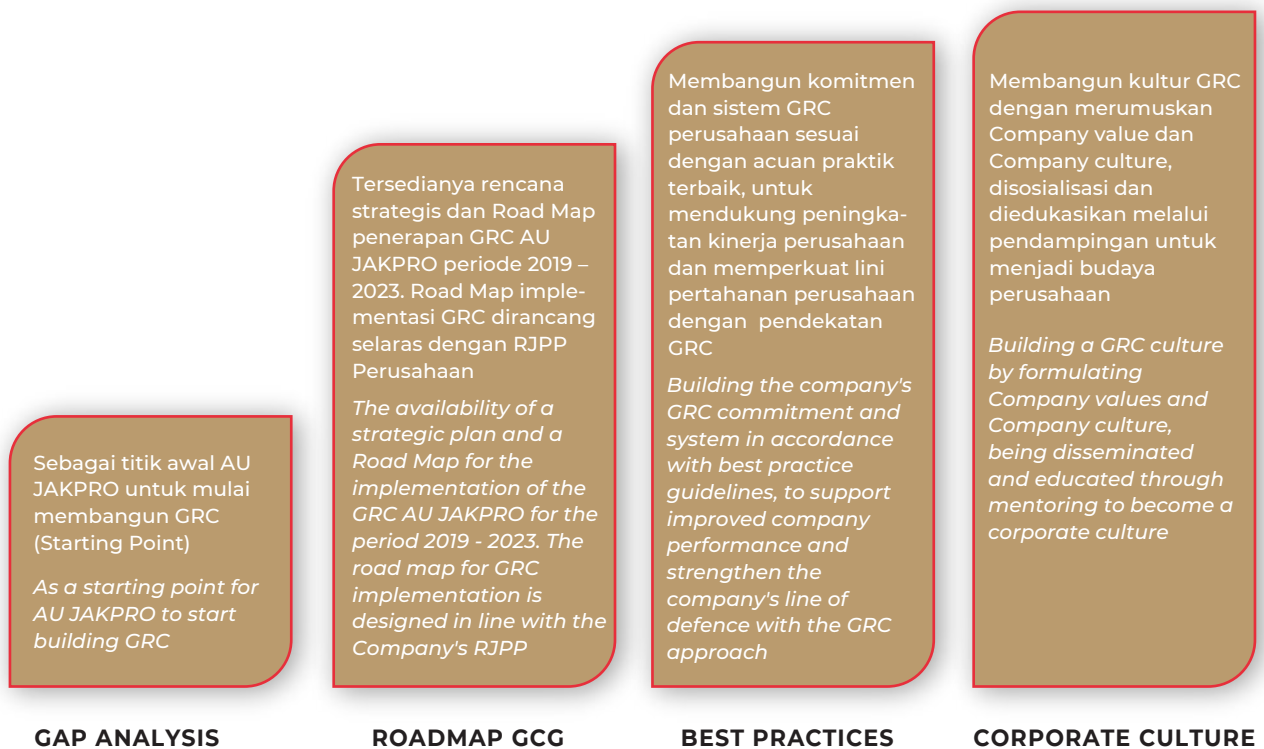 Sebagai titik awal AU
JAKPRO untuk mulai
membangun GRC
(Starting Point)
As a starting point for
AU JAKPRO to start
building GRC
GAP ANALYSIS
Tersedianya rencana
strategis dan Road Map
penerapan GRC AU
JAKPRO periode 2019 –
2023. Road Map imple-
mentasi GRC dirancang
selaras dengan RJPP
Perusahaan
The availability of a
strategic plan and a
Road Map for the
implementation of the
GRC AU JAKPRO for the
period 2019 - 2023. The
road map for GRC
implementation is
designed in line with the
Company's RJPP
ROADMAP GCG
Membangun komitmen
dan sistem GRC
perusahaan sesuai
dengan acuan praktik
terbaik, untuk
mendukung peningka-
tan kinerja perusahaan
dan memperkuat lini
pertahanan perusahaan
dengan pendekatan
GRC
Building the company's
GRC commitment and
system in accordance
with best practice
guidelines, to support
improved company
performance and
strengthen the
company's line of
defence with the GRC
approach
BEST PRACTICES
Membangun kultur GRC
dengan merumuskan
Company value dan
Company culture,
disosialisasi dan
diedukasikan melalui
pendampingan untuk
menjadi budaya
perusahaan
Building a GRC culture
by formulating
Company values and
Company culture,
being disseminated
and educated through
mentoring to become a
corporate culture
CORPORATE CULTURE